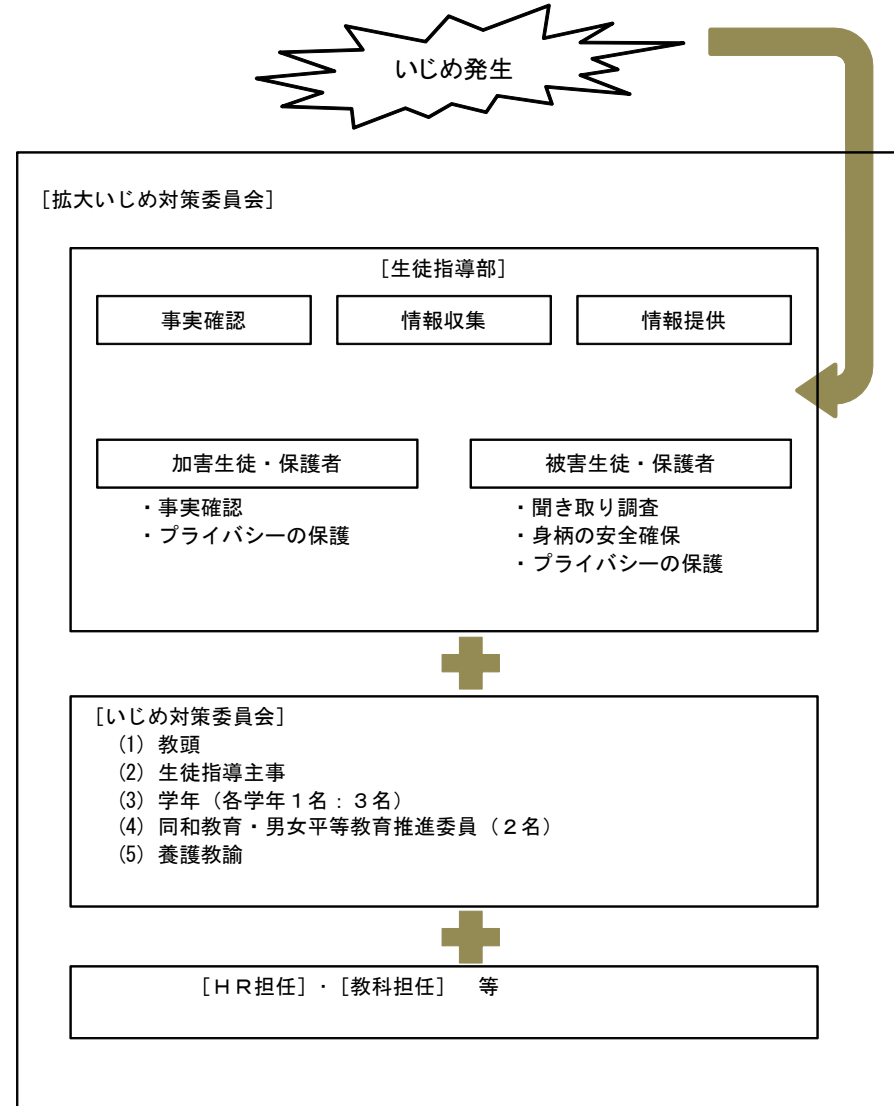 いじめ発生
[拡大いじめ対策委員会]
[生徒指導部]
事実確認
情報収集
情報提供
加害生徒・保護者
・事実確認
・プライバシーの保護
被害生徒・保護者
・聞き取り調査
・身柄の安全確保
・プライバシーの保護
[いじめ対策委員会]
(1) 教頭
(2) 生徒指導主事
(3) 学年（各学年１名：３名）
(4) 同和教育・男女平等教育推進委員（２名）
(5) 養護教諭
[ＨＲ担任]・[教科担任]　等